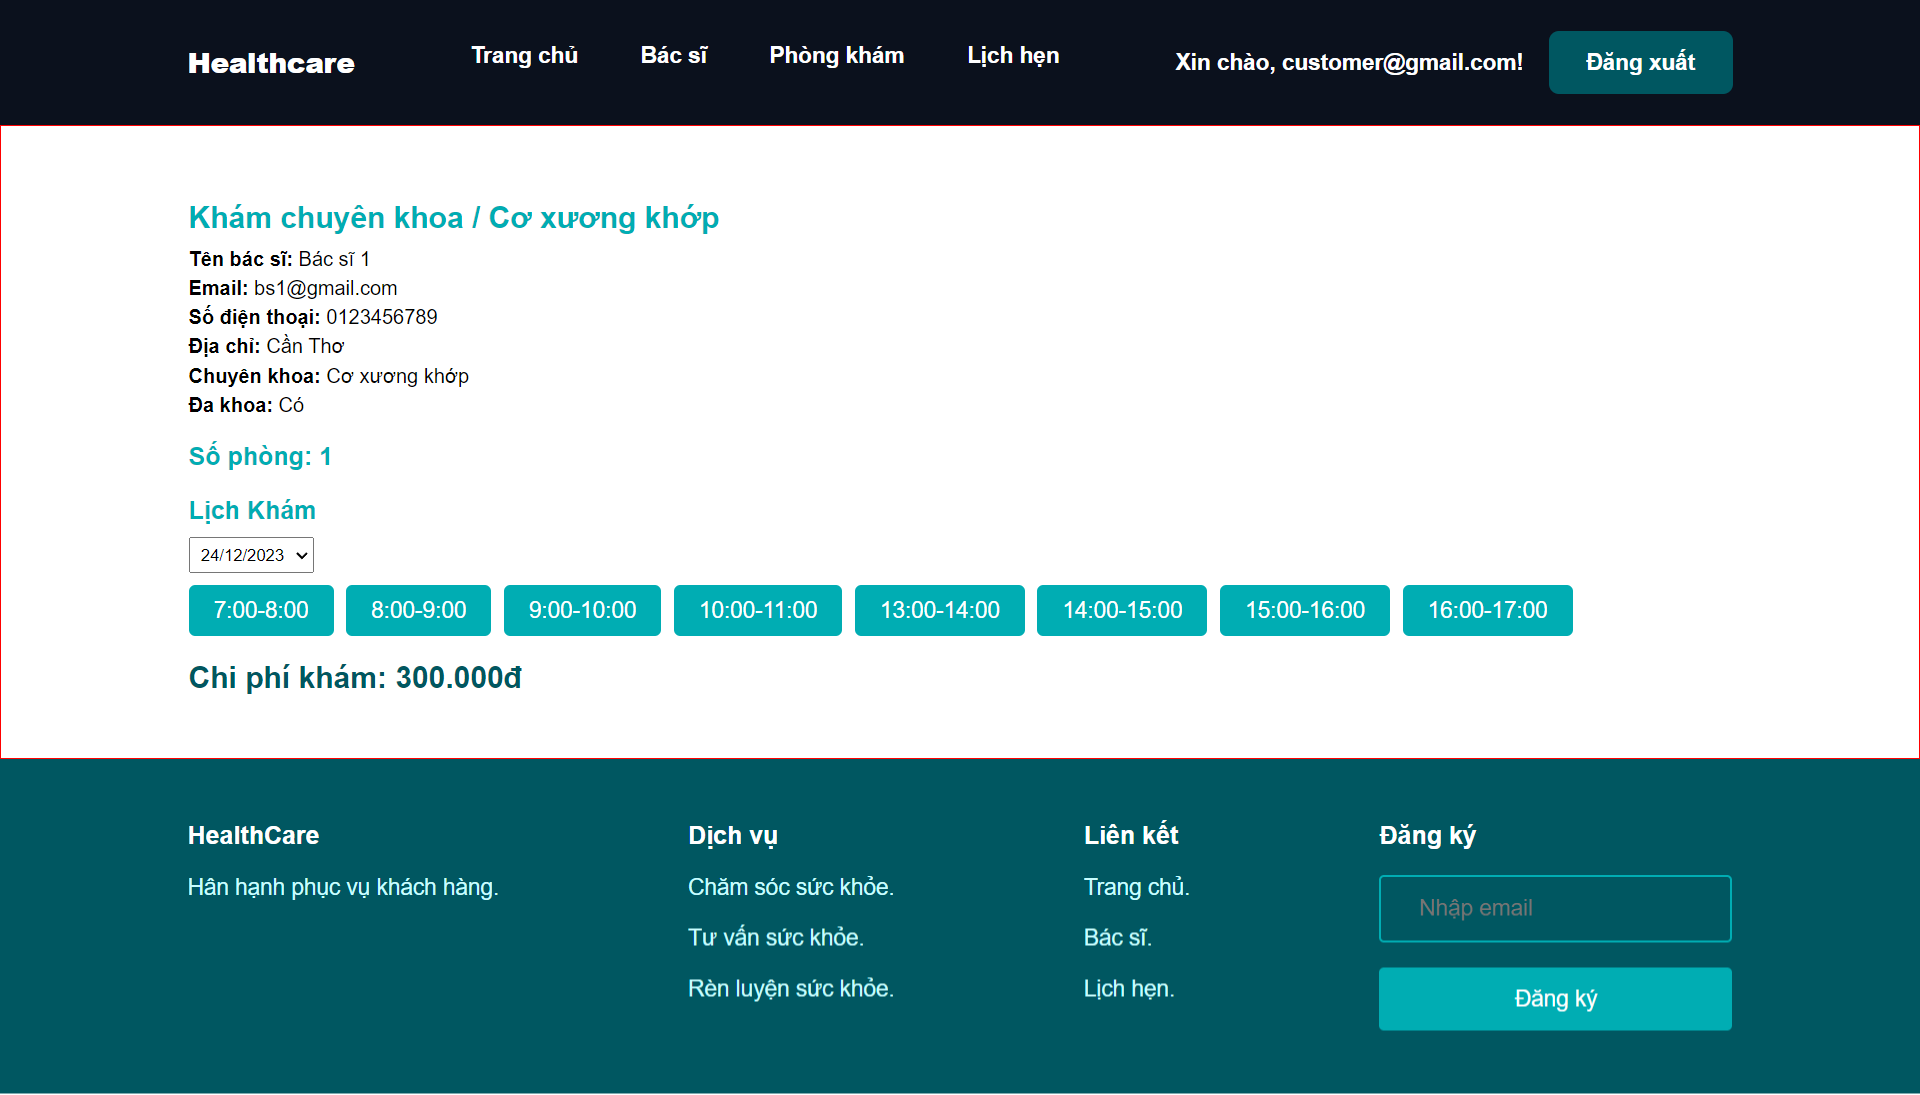 Healthcare Trang chủ Bác sĩ Phòng khám Lịch hẹn Xin chào, customer@gmail.com! Đăng xuất
Khám chuyên khoa / Cơ xương khớp
Tên bác sĩ: Bác sĩ 1
Email: bs1@gmail.com
Số điện thoại: 0123456789
Địa chỉ: Cần Thơ
Chuyên khoa: Cơ xương khớp
Đa khoa: Có
Số phòng: 1
Lịch Khám
24/12/2023
7:00-8:00 8:00-9:00 9:00-10:00 10:00-11:00 13:00-14:00 14:00-15:00 15:00-16:00 16:00-17:00
Chi phí khám: 300.000đ
HealthCare
Hân hạnh phục vụ khách hàng.
Dịch vụ
Chăm sóc sức khỏe.
Tư vấn sức khỏe.
Rèn luyện sức khỏe.
Liên kết
Trang chủ.
Bác sĩ.
Lịch hẹn.
Đăng ký
Nhập email
Đăng ký